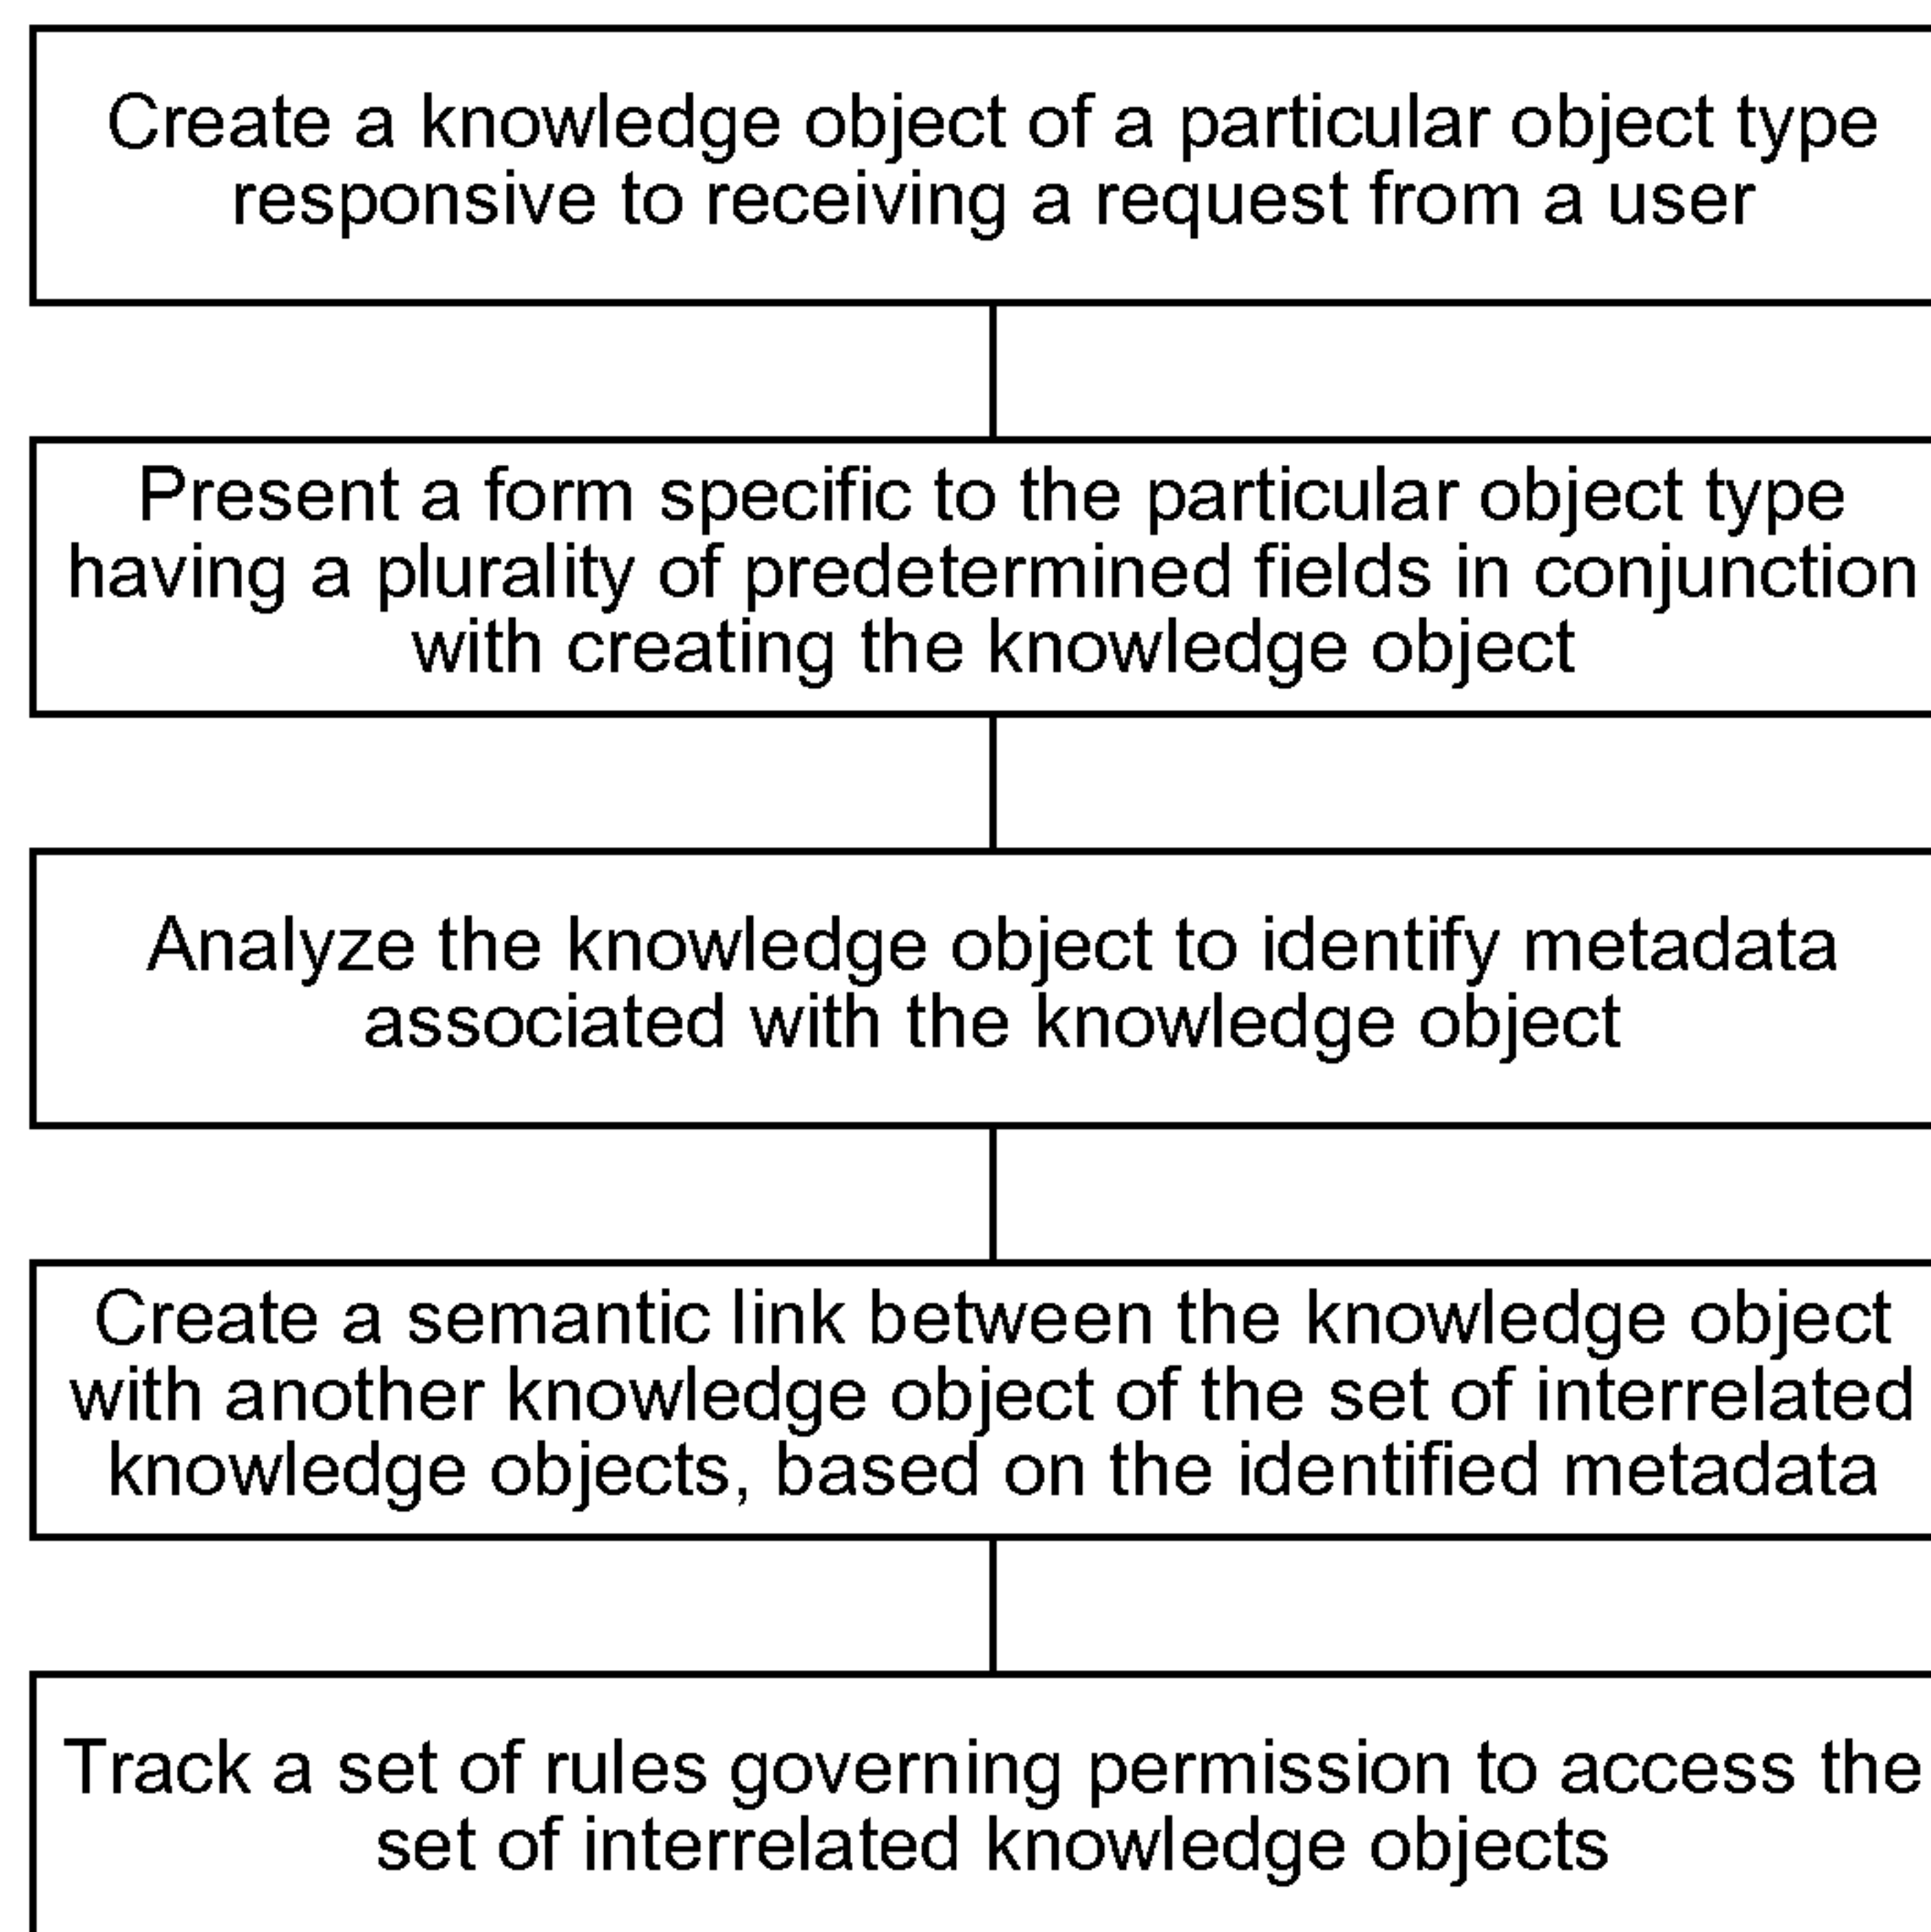 Create a knowledge object of a particular object type
responsive to receiving a request from a user
Present a form specific to the particular object type
having a plurality of predetermined fields in conjunction
with creating the knowledge object
Analyze the knowledge object to identify metadata
associated with the knowledge object
Create a semantic link between the knowledge object
with another knowledge object of the set of interrelated
knowledge objects, based on the identified metadata
Track a set of rules governing permission to access the
set of interrelated knowledge objects